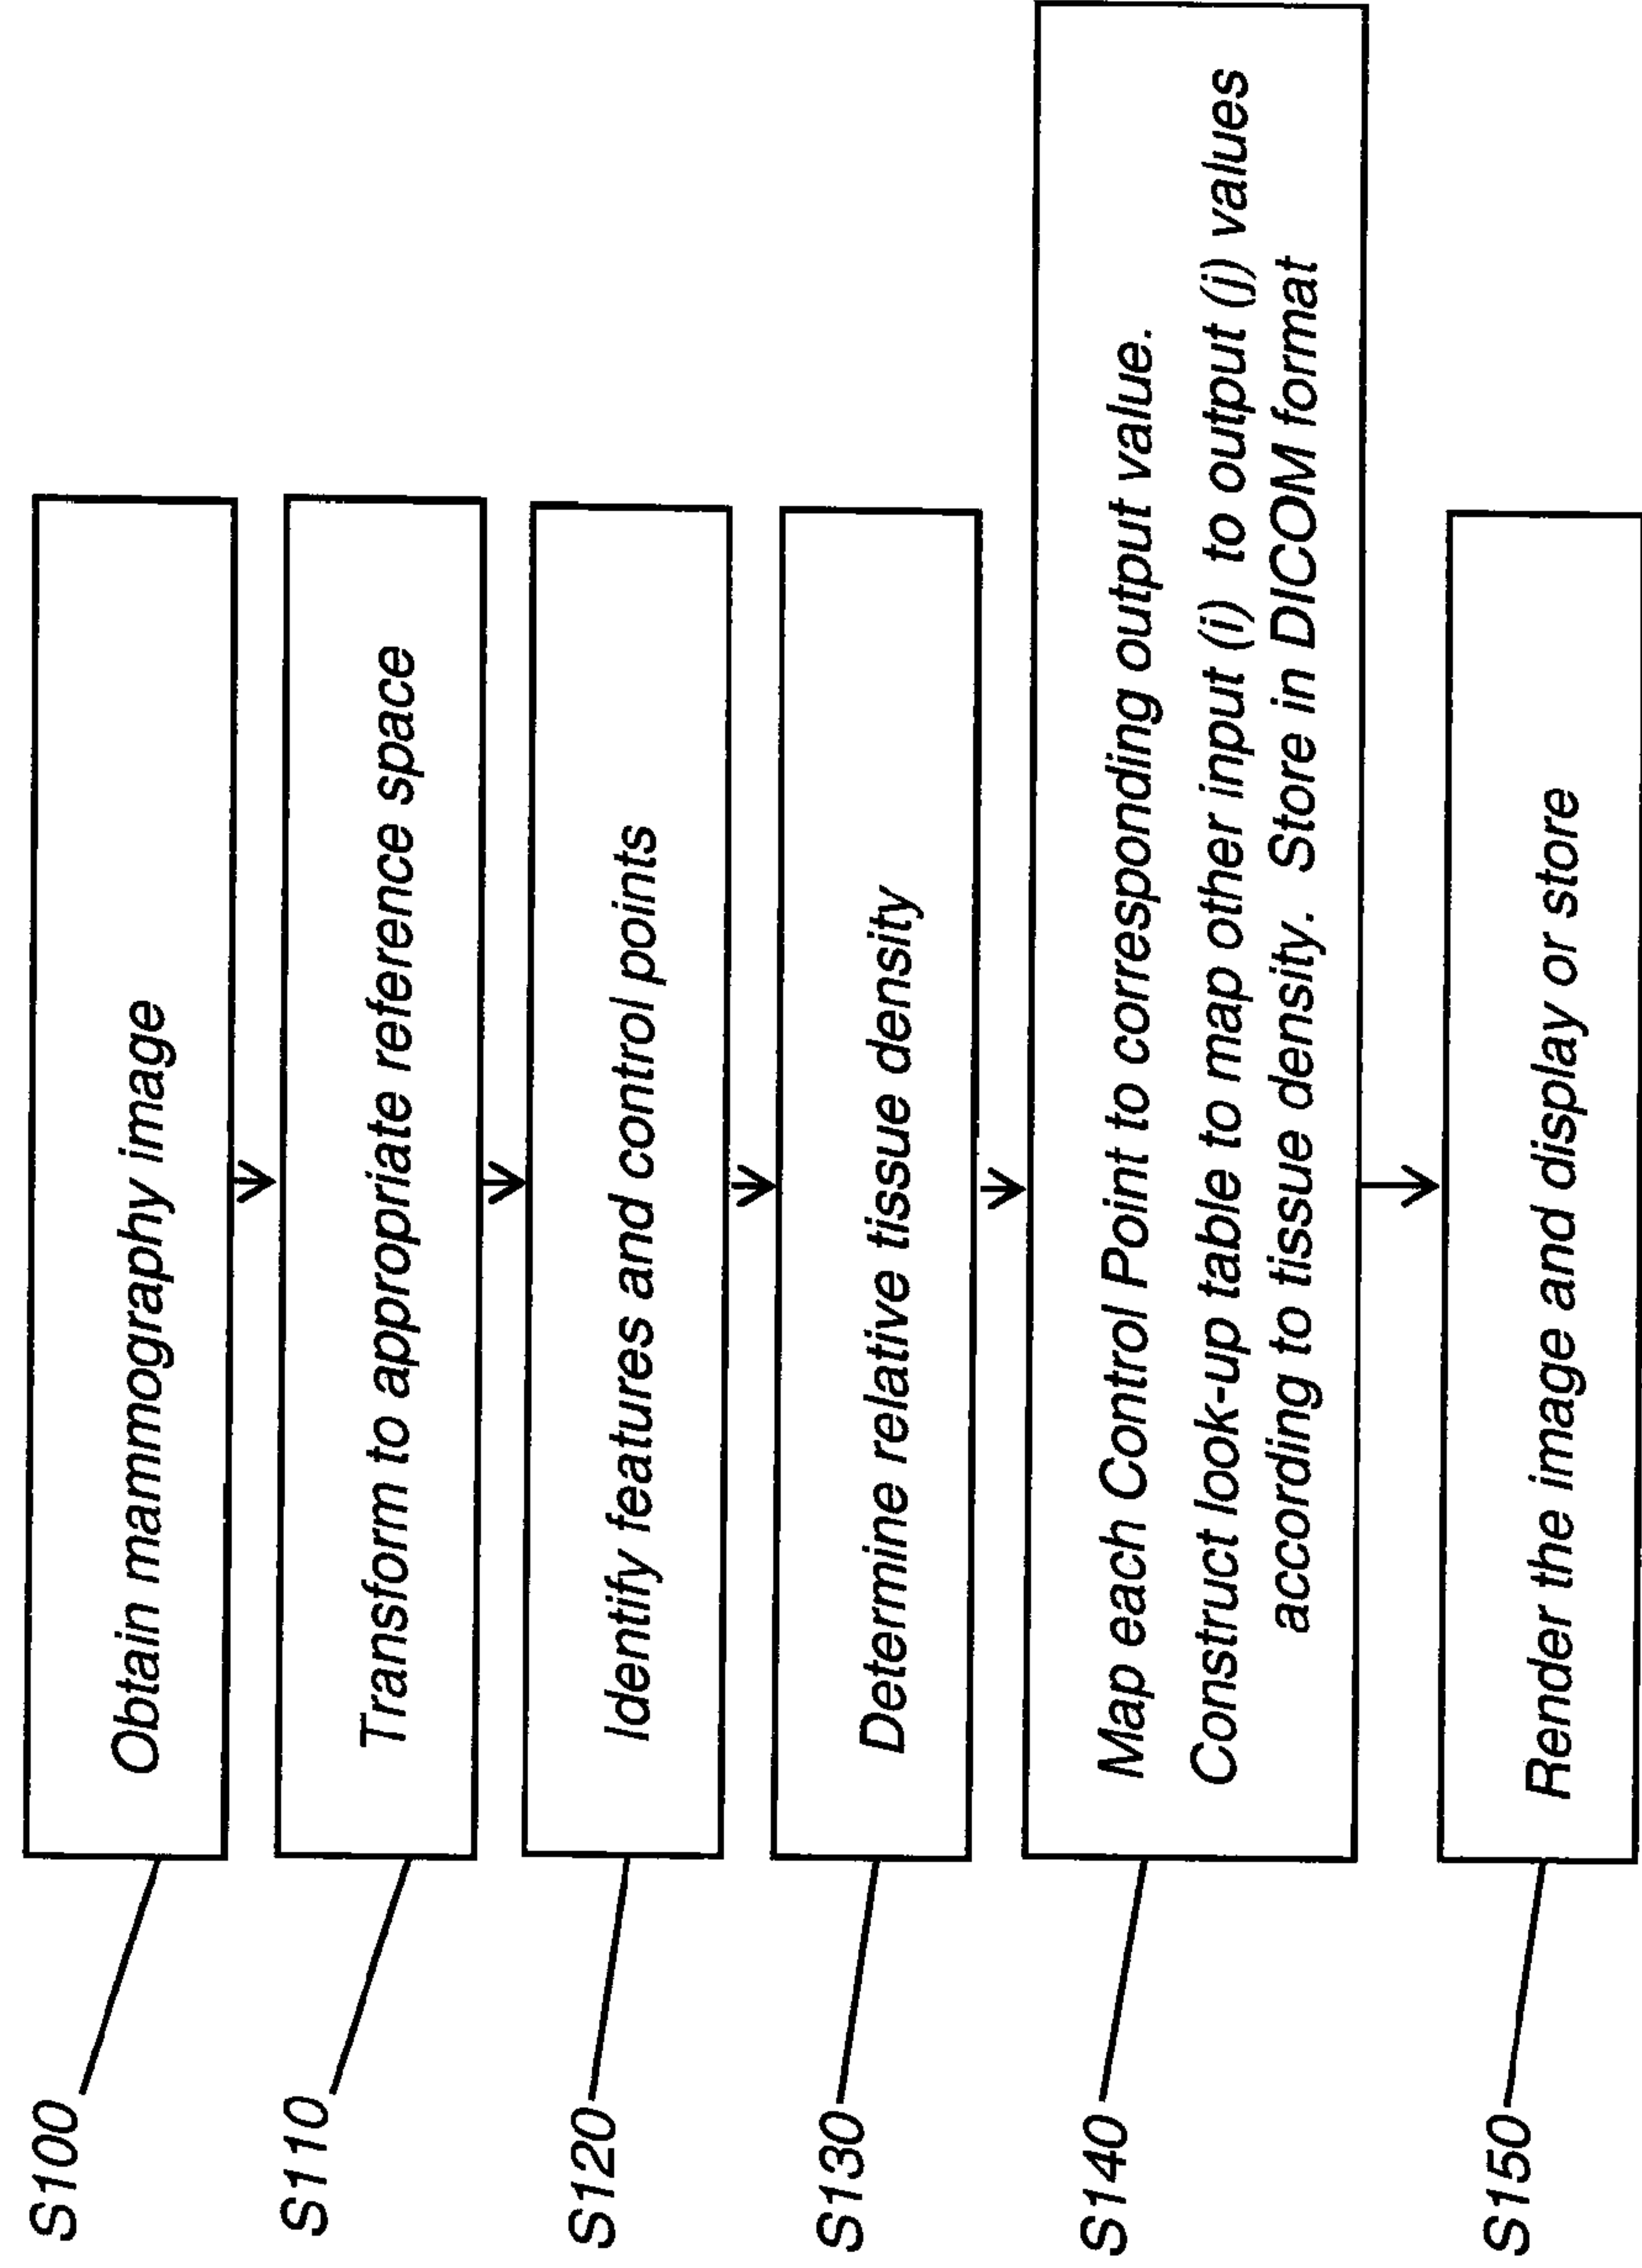 S100
Obtain mammography image
S110
Transform to appropriate reference space
S120
Identify features and control points
S130
Determine relative tissue density
S140
Map each Control Point to corresponding output value.
Construct look-up table to map other input (i) to output (j) values
according to tissue density. Store in DICOM format
S150
Render the image and display or store